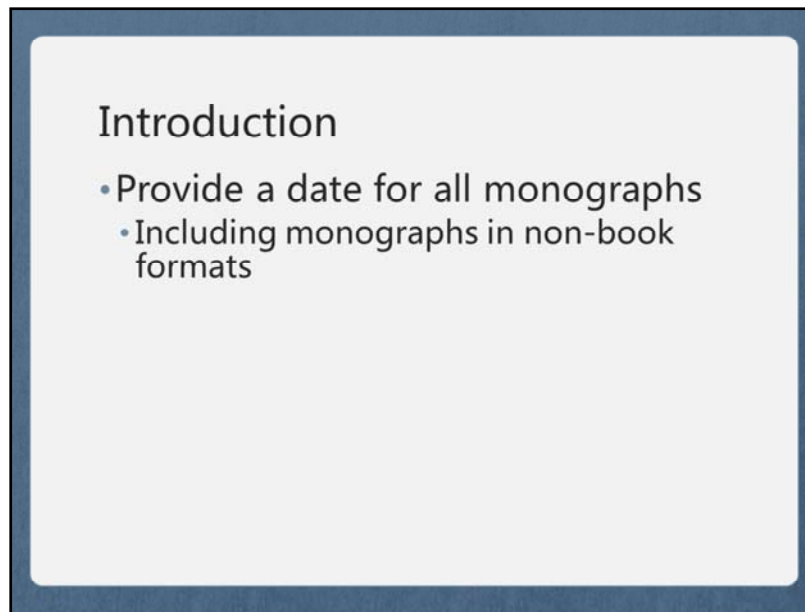 Introduction
•Provide a date for all monographs
•Including monographs in non-book
formats